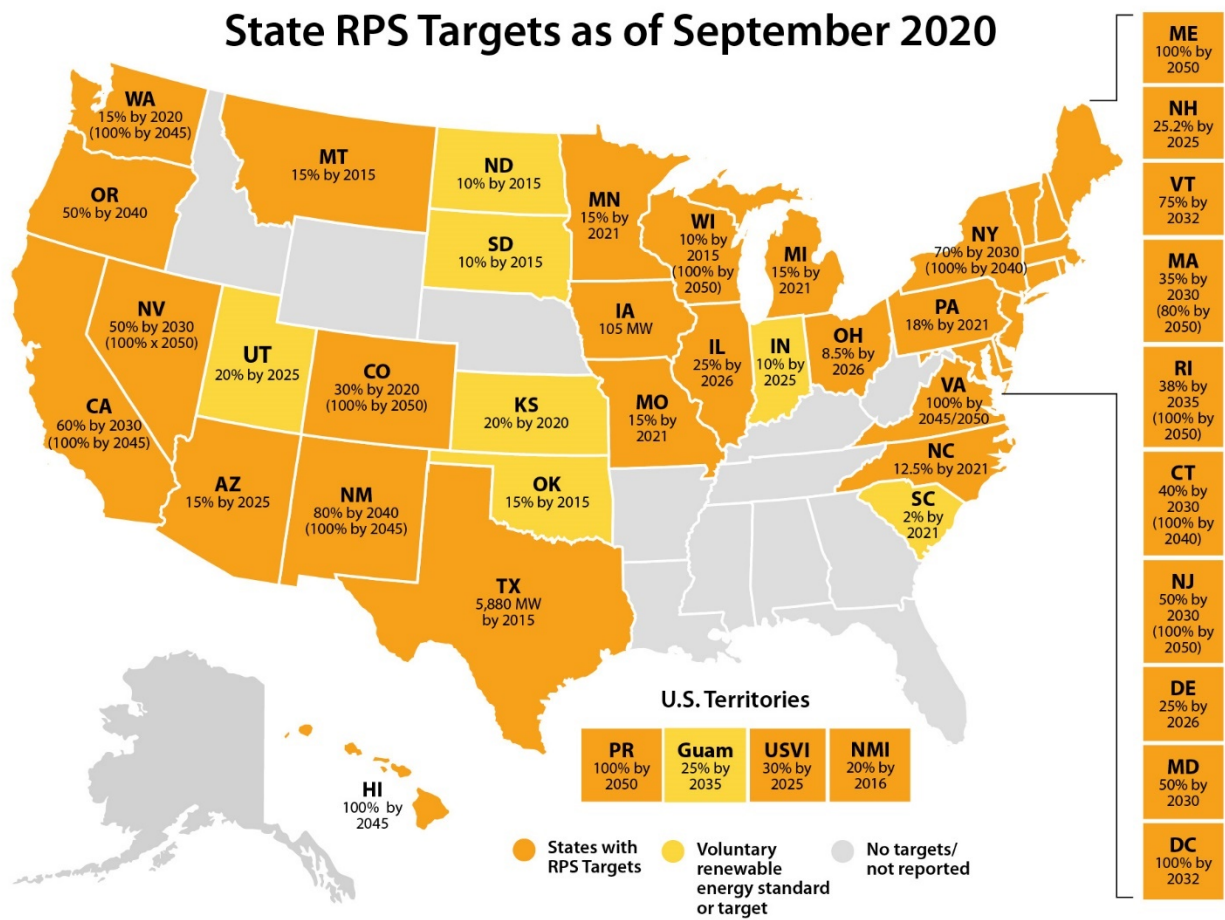 State RPS Targets as of September 2020
WA
15% by 2020
(100% by 2045)
MT
15% by 2015
ND
10% by 2015
MN
15% by
2021
OR
50% by 2040
SD
10% by 2015
WI
10% by
2015
(100% by
2050)
MI
15% by
2021
NY
70% by 2030
(100% by 2040)
NV
50% by 2030
(100% x 2050)
UT
20% by 2025
CO
30% by 2020
(100% by 2050)
IA
105 MW
IL
25% by
2026
IN
10% by
2025
OH
8.5% by
2026
PA
18% by 2021
CA
60% by 2030
(100% by 2045)
KS
20% by 2020
MO
15% by
2021
VA
100% by
2045/2050
NC
12.5% by 2021
AZ
15% by 2025
NM
80% by 2040
(100% by 2045)
OK
15% by 2015
SC
2% by
2021
TX
5,880 MW
by 2015
HI
100% by
2045
U.S. Territories
PR
100% by
2050
Guam
25% by
2035
USVI
30% by
2025
NMI
20% by
2016
States with
RPS Targets
Voluntary
renewable
energy standard
or target
No targets/
not reported
ME
100% by
2050
NH
25.2% by
2025
VT
75% by
2032
MA
35% by
2030
(80% by
2050)
RI
38% by
2035
(100% by
2050)
CT
40% by
2030
(100% by
2040)
NJ
50% by
2030
(100% by
2050)
DE
25% by
2026
MD
50% by
2030
DC
100% by
2032